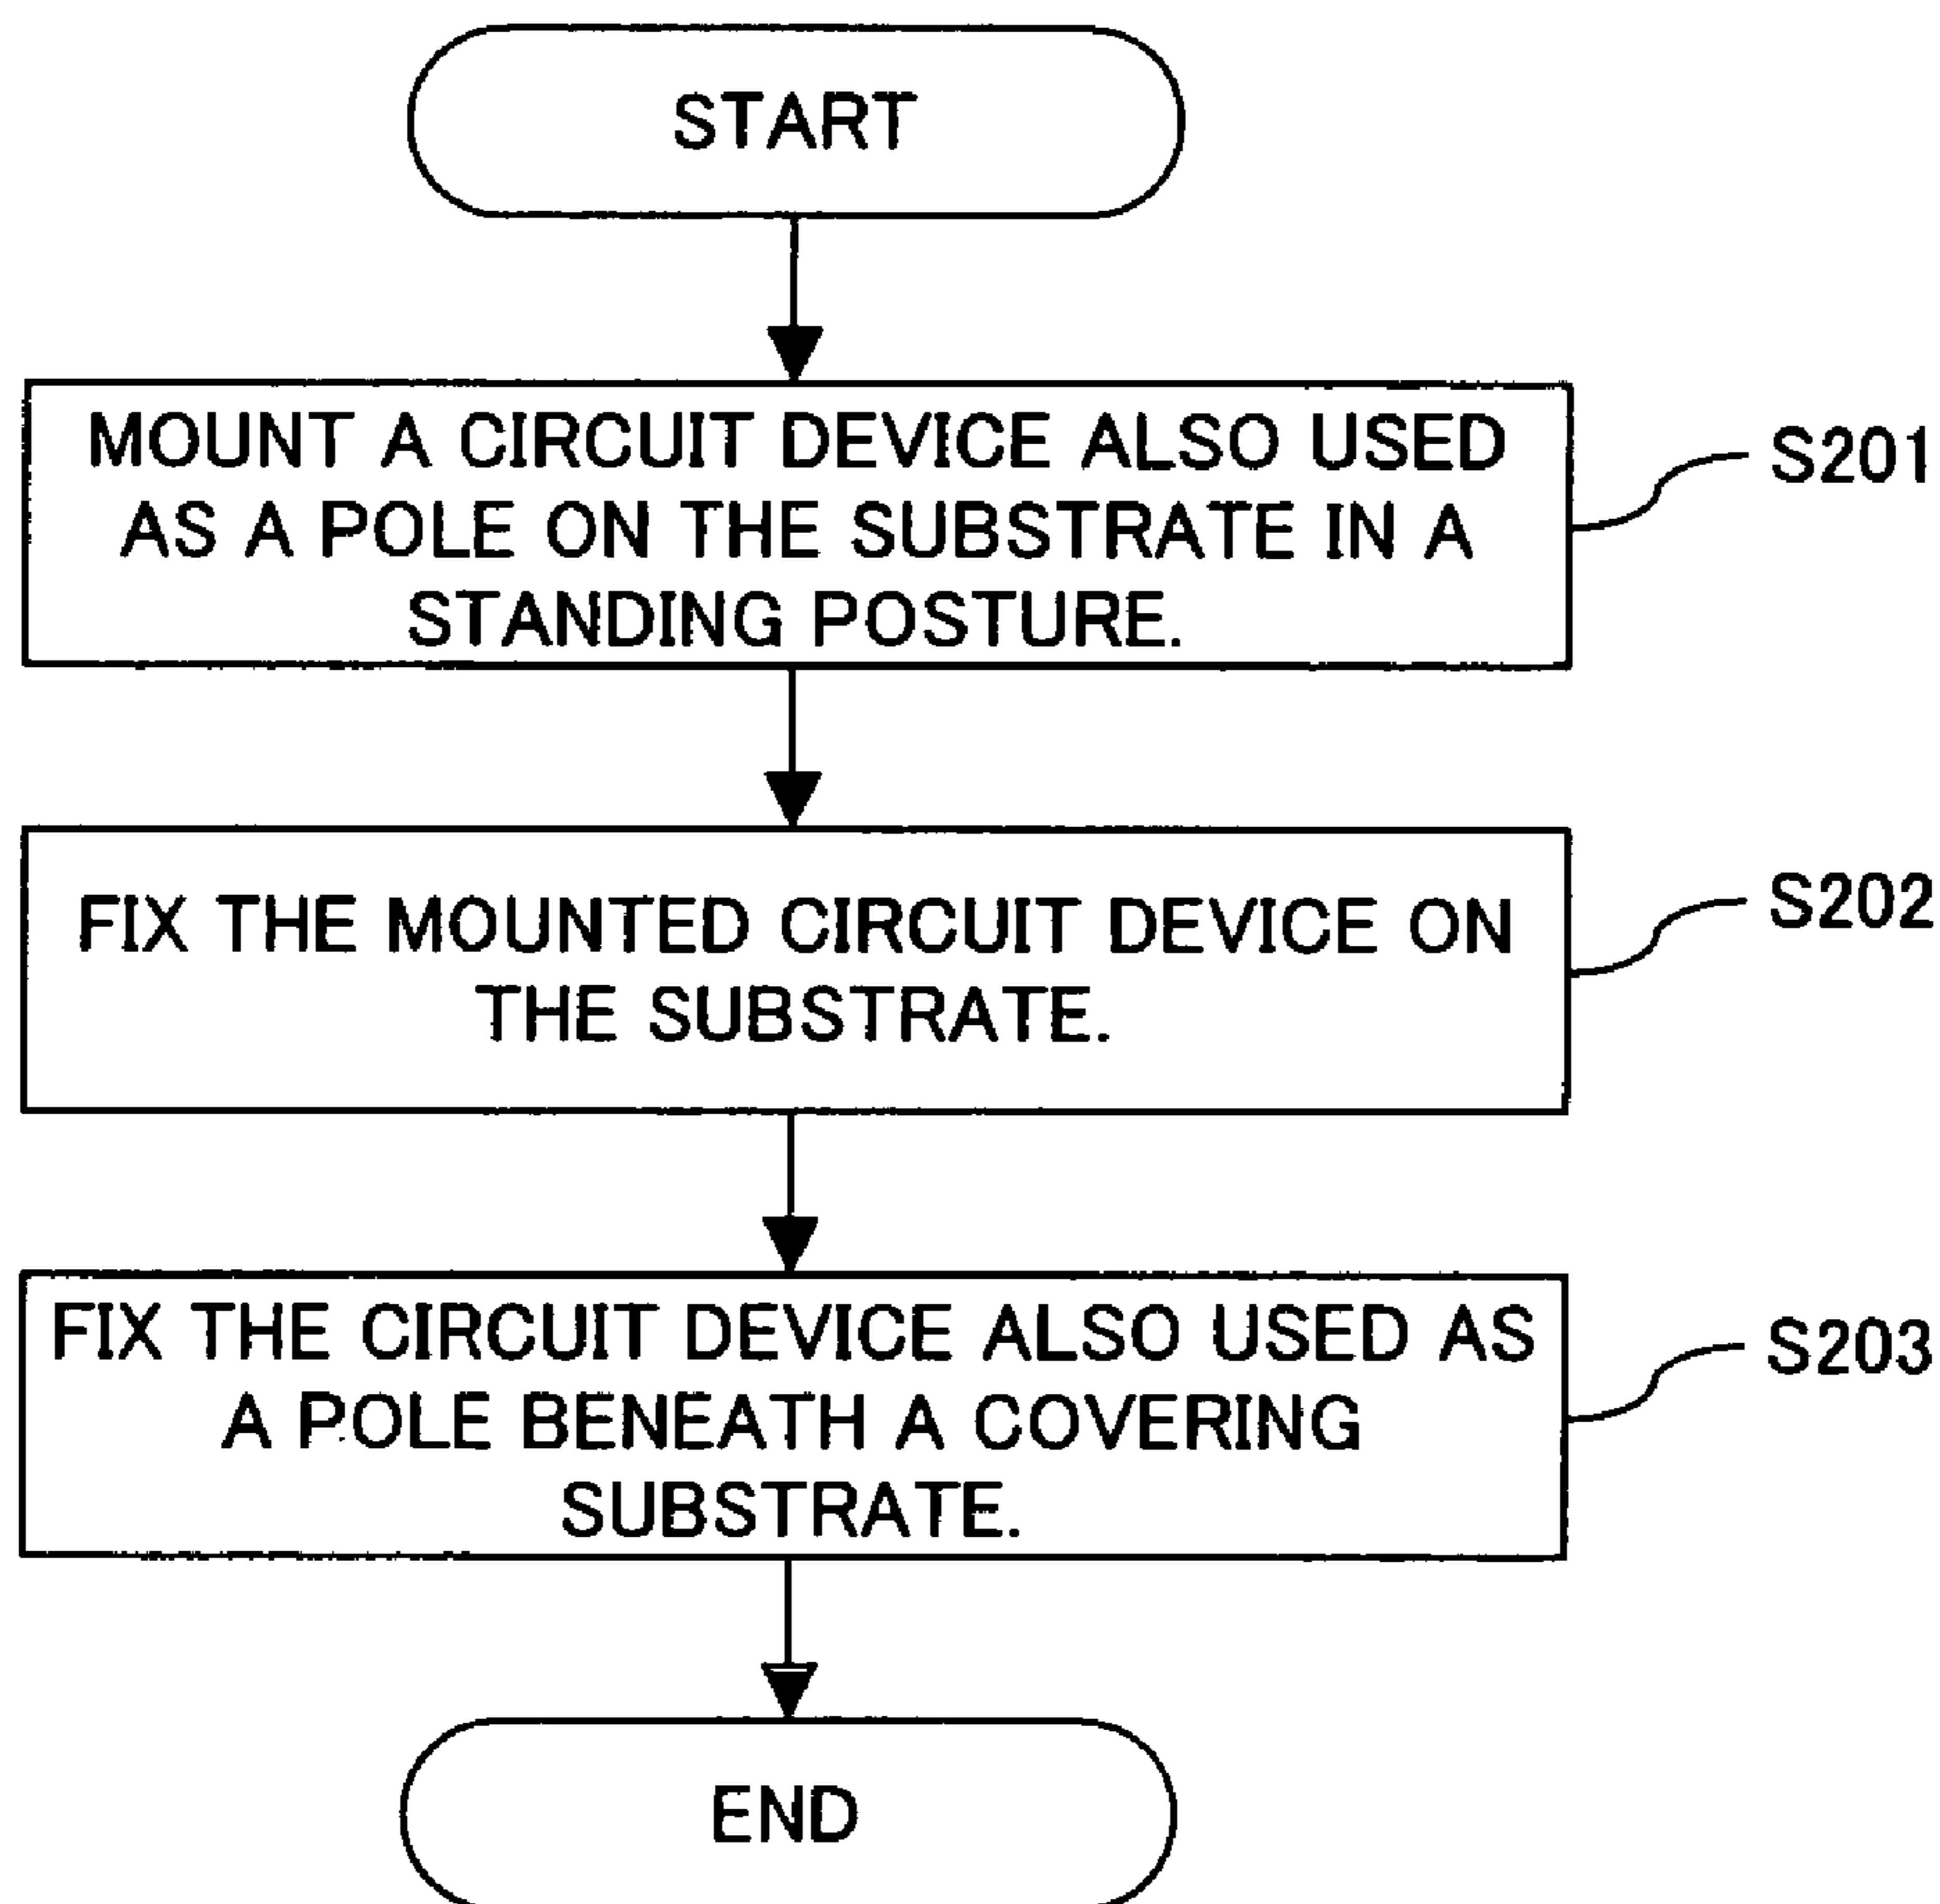 START
MOUNT A CIRCUIT DEVICE ALSO USED
AS A POLE ON THE SUBSTRATE IN A
STANDING POSTURE.
S201
FIX THE MOUNTED CIRCUIT DEVICE ON
THE SUBSTRATE.
S202
FIX THE CIRCUIT DEVICE ALSO USED AS
A POLE BENEATH A COVERING
SUBSTRATE.
S203
END